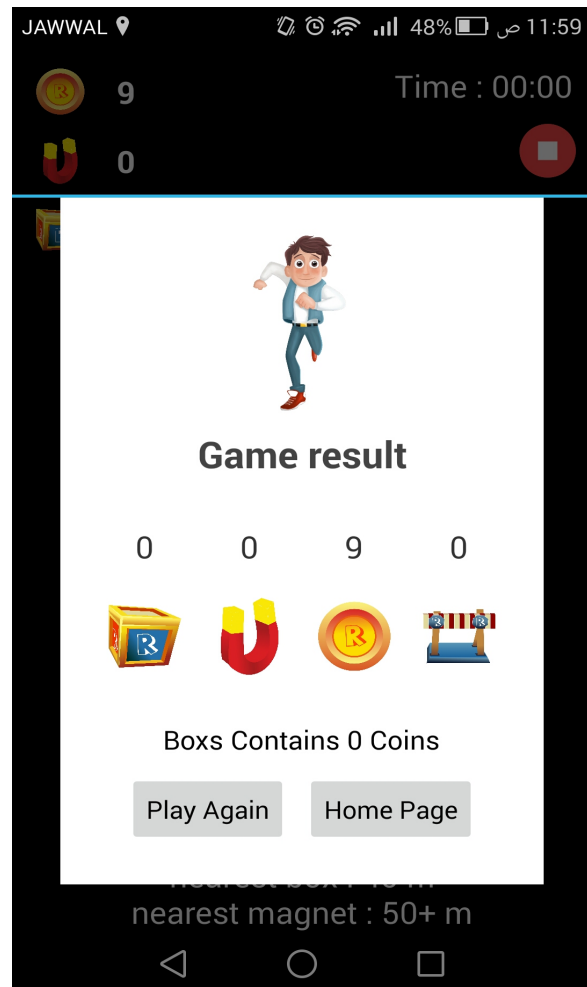 JAWWAL 48% ص 11:59
9 Time : 00:00
0
Game result
0 0 9 0
R R R R
Boxs Contains 0 Coins
Play Again Home Page
nearest magnet : 50+ m